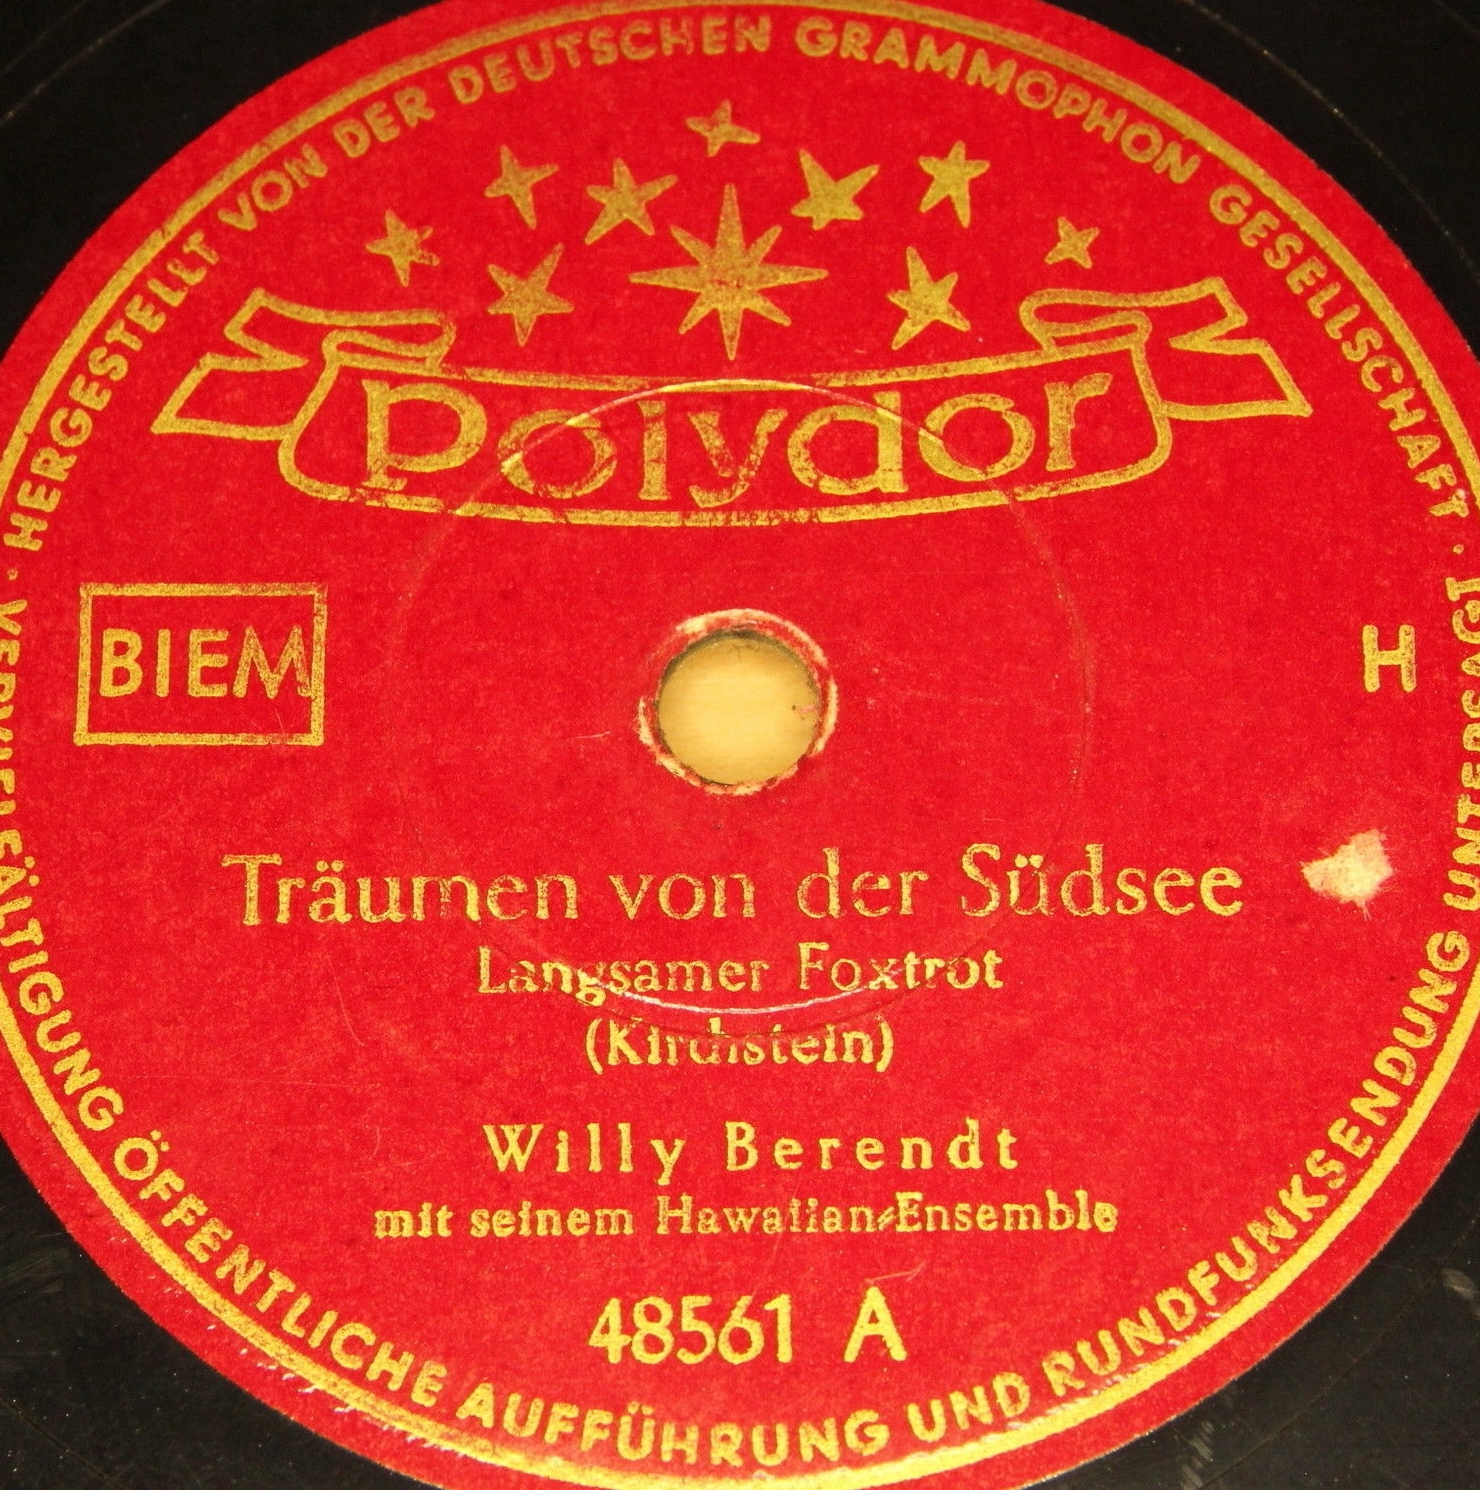 HERGESTELLT VON DER DEUTSCHEN GRAMMOPHON GESELLSCHAFT ·
polydor
BIEM
H
Träumen von der Südsee
Langsamer Foxtrot
(Kirchstein)
Willy Berendt
mit seinem Hawaiian-Ensemble
48561 A
VERVIELFÄLTIGUNG ÖFFENTLICHE AUFFÜHRUNG UND RUNDFUNKSENDUNG UNTERSAGT ·